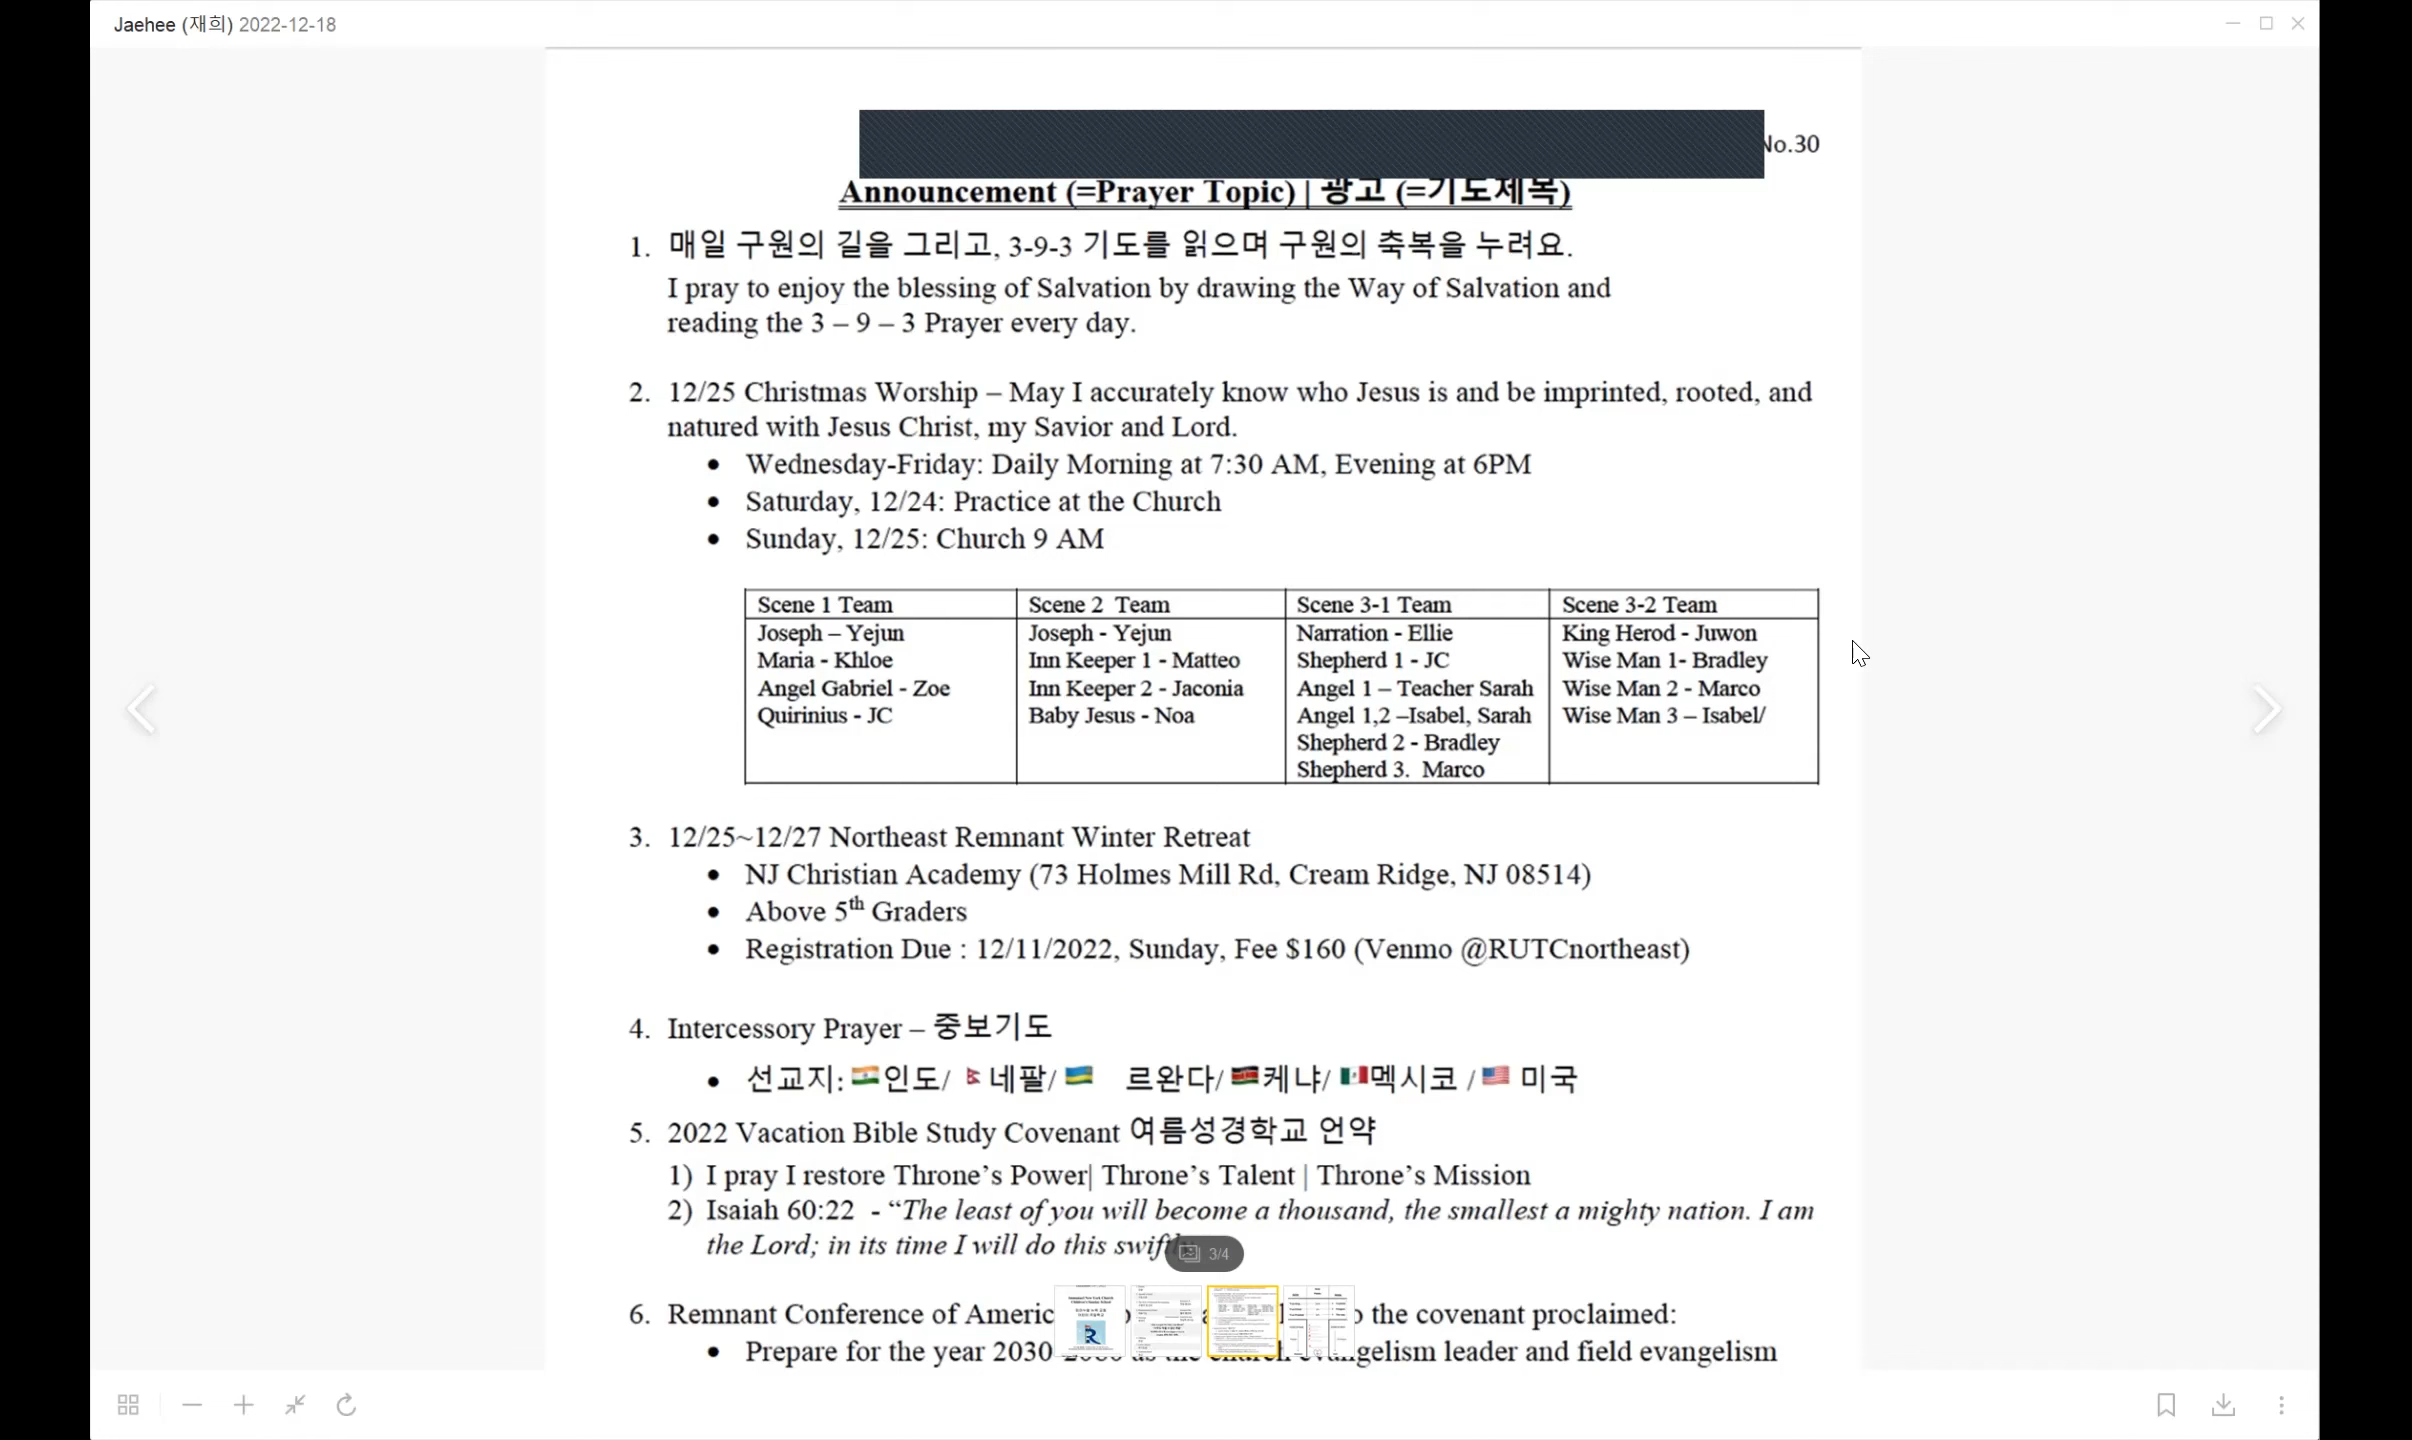 Jaehee (재희) 2022-12-18
No.30
Announcement (=Prayer Topic) | 광고 (=기도제목)
1. 매일 구원의 길을 그리고, 3-9-3 기도를 읽으며 구원의 축복을 누려요.
I pray to enjoy the blessing of Salvation by drawing the Way of Salvation and
reading the 3 – 9 – 3 Prayer every day.
2. 12/25 Christmas Worship – May I accurately know who Jesus is and be imprinted, rooted, and
natured with Jesus Christ, my Savior and Lord.
• Wednesday-Friday: Daily Morning at 7:30 AM, Evening at 6PM
• Saturday, 12/24: Practice at the Church
• Sunday, 12/25: Church 9 AM
Scene 1 Team
Joseph – Yejun
Maria - Khloe
Angel Gabriel - Zoe
Quirinius - JC
Scene 2 Team
Joseph - Yejun
Inn Keeper 1 - Matteo
Inn Keeper 2 - Jaconia
Baby Jesus - Noa
Scene 3-1 Team
Narration - Ellie
Shepherd 1 - JC
Angel 1 – Teacher Sarah
Angel 1,2 –Isabel, Sarah
Shepherd 2 - Bradley
Shepherd 3. Marco
Scene 3-2 Team
King Herod - Juwon
Wise Man 1- Bradley
Wise Man 2 - Marco
Wise Man 3 – Isabel/
3. 12/25~12/27 Northeast Remnant Winter Retreat
• NJ Christian Academy (73 Holmes Mill Rd, Cream Ridge, NJ 08514)
• Above 5th Graders
• Registration Due : 12/11/2022, Sunday, Fee $160 (Venmo @RUTCnortheast)
4. Intercessory Prayer – 중보기도
• 선교지: 인도/ 네팔/ 르완다/ 케냐/ 멕시코 / 미국
5. 2022 Vacation Bible Study Covenant 여름성경학교 언약
1) I pray I restore Throne’s Power| Throne’s Talent | Throne’s Mission
2) Isaiah 60:22 - “The least of you will become a thousand, the smallest a mighty nation. I am
the Lord; in its time I will do this
3/4
6. Remnant Conference of the covenant proclaimed:
• Prepare for the year 2030 leader and field evangelism